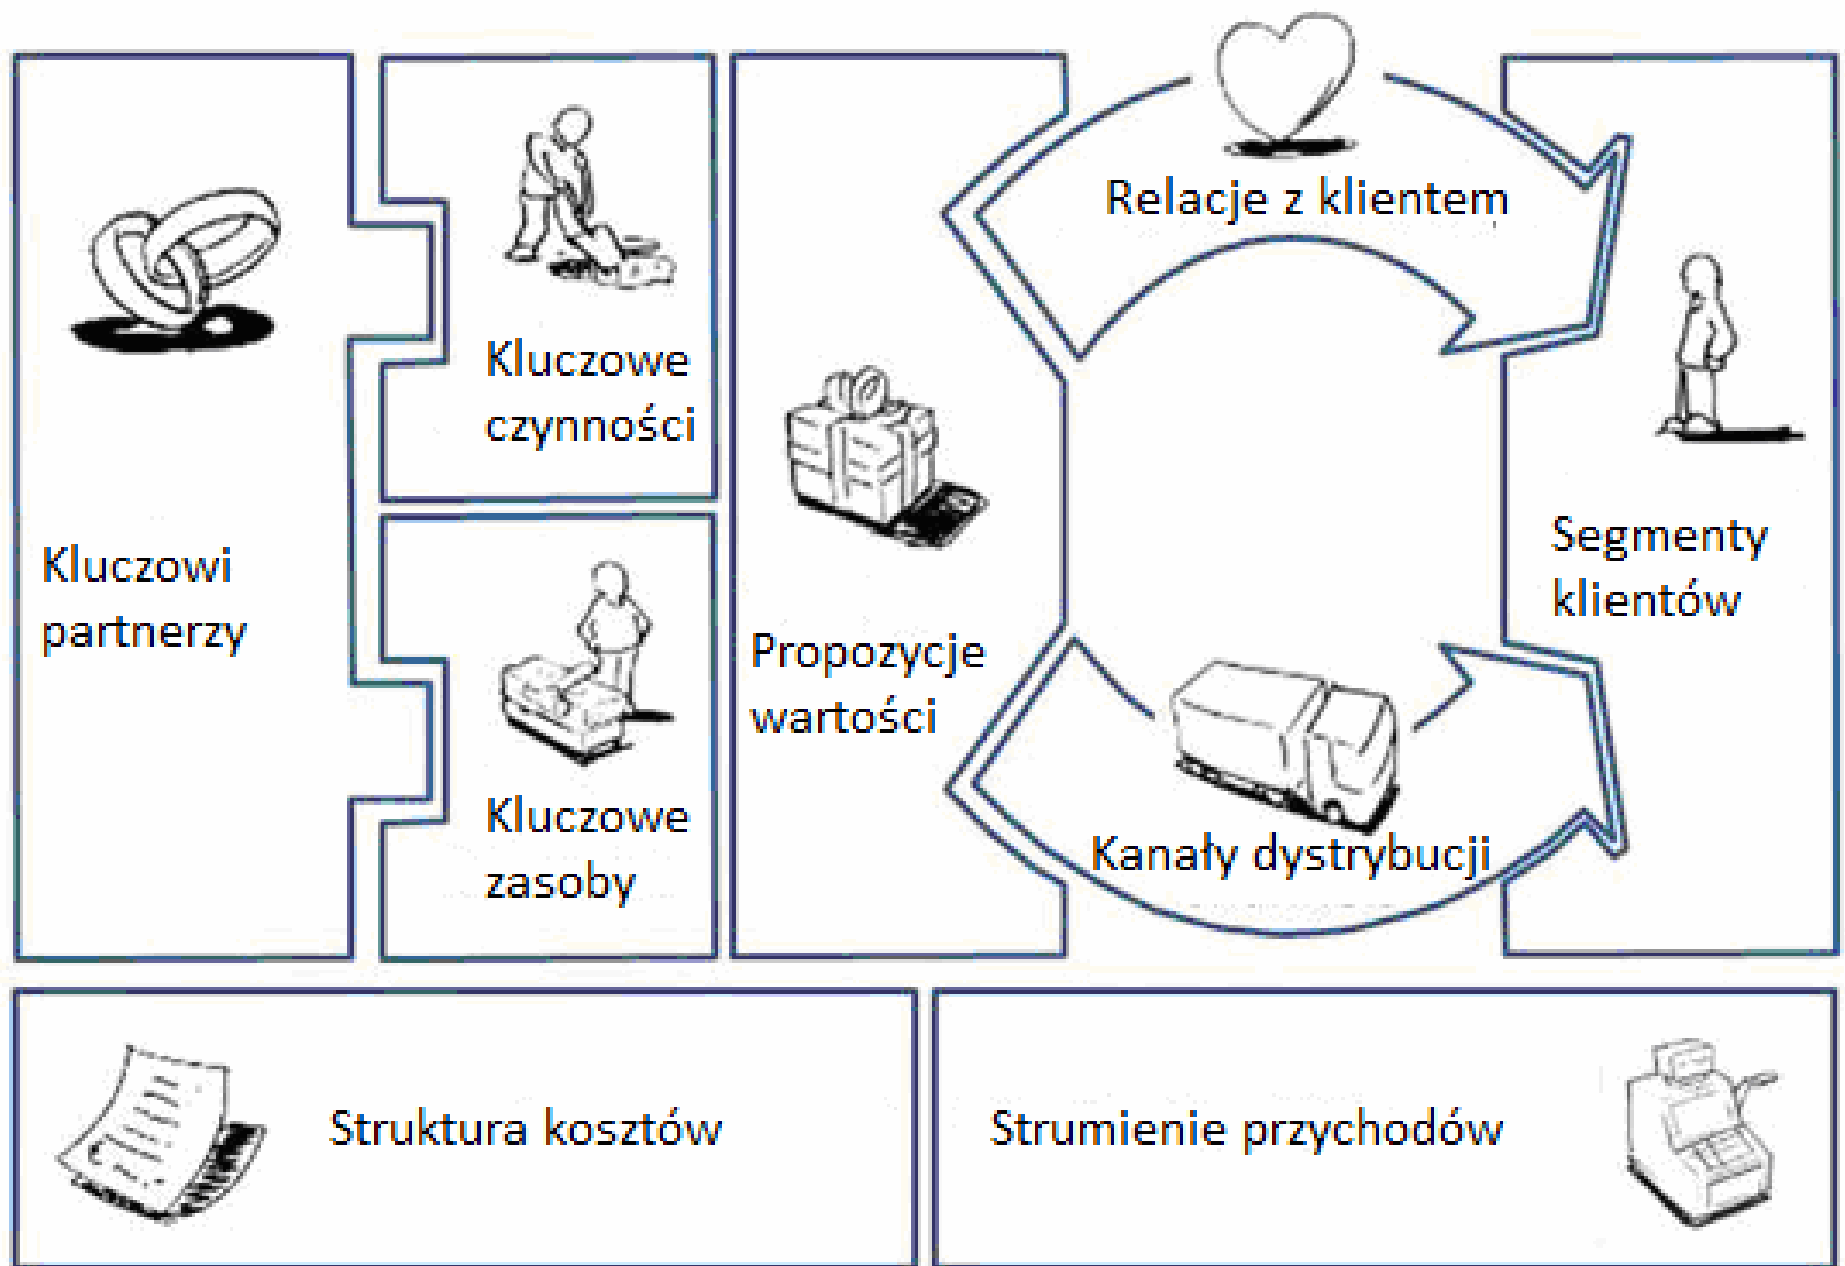 Kluczowi
partnerzy
Kluczowe
czynności
Kluczowe
zasoby
Propozycje
wartości
Relacje z klientem
Kanały dystrybucji
Segmenty
klientów
Struktura kosztów
Strumienie przychodów